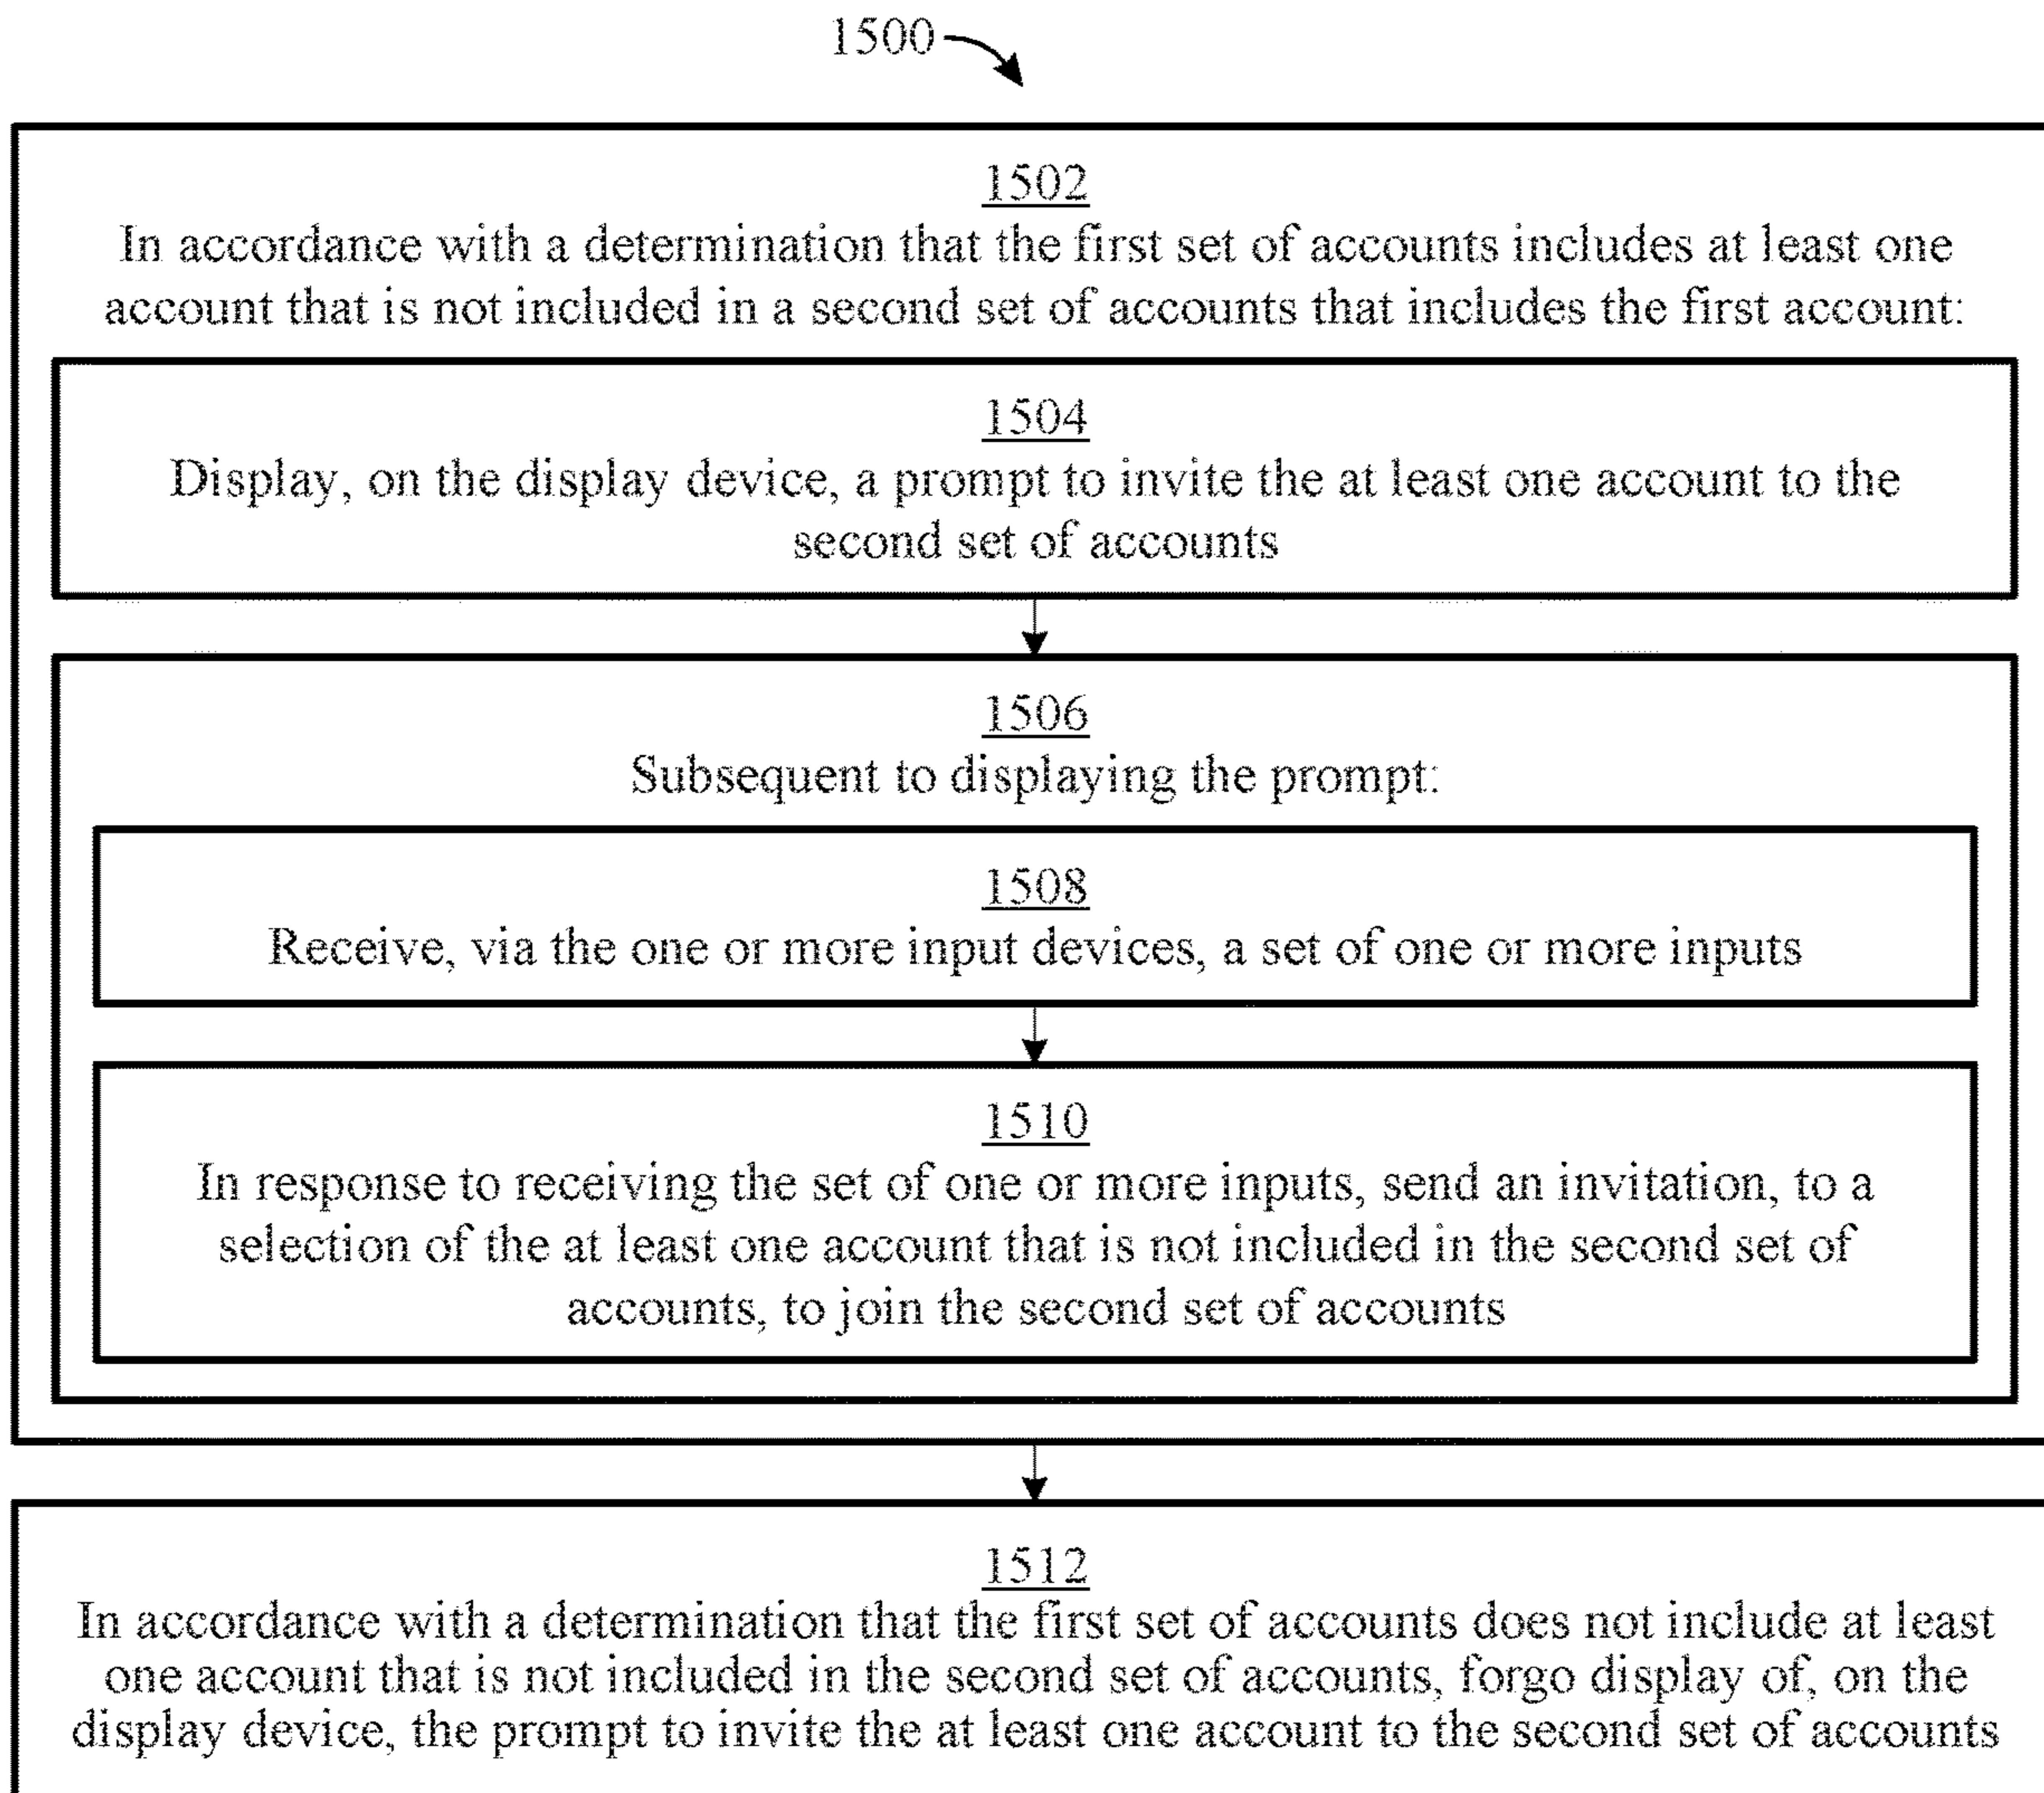 1500
1502
In accordance with a determination that the first set of accounts includes at least one
account that is not included in a second set of accounts that includes the first account:
1504
Display, on the display device, a prompt to invite the at least one account to the
second set of accounts
1506
Subsequent to displaying the prompt:
1508
Receive, via the one or more input devices, a set of one or more inputs
1510
In response to receiving the set of one or more inputs, send an invitation, to a
selection of the at least one account that is not included in the second set of
accounts, to join the second set of accounts
1512
In accordance with a determination that the first set of accounts does not include at least
one account that is not included in the second set of accounts, forgo display of, on the
display device, the prompt to invite the at least one account to the second set of accounts